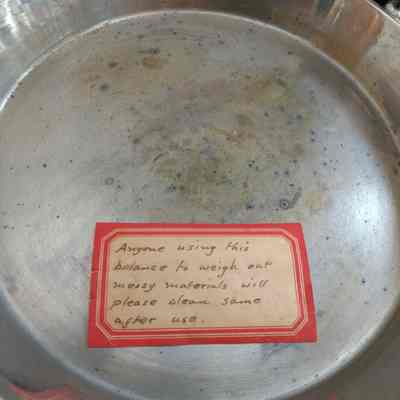 Anyone using this
balance to weigh out
messy materials will
please clean same
after use.